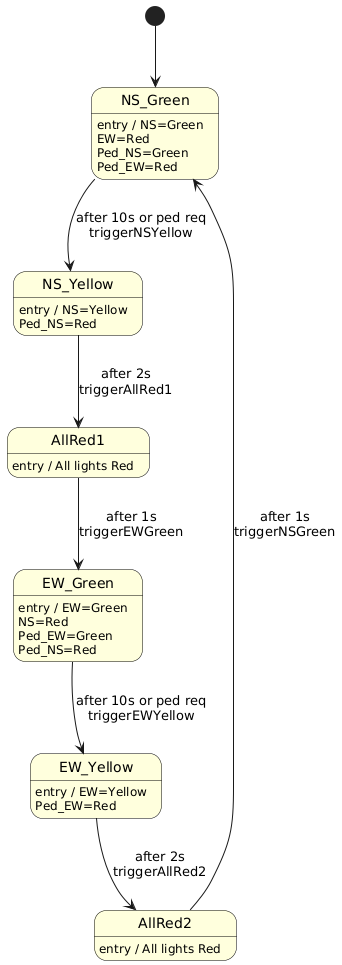 NS_Green
entry / NS=Green
EW=Red
Ped_NS=Green
Ped_EW=Red
after 10s or ped req
triggerNSYellow
NS_Yellow
entry / NS=Yellow
Ped_NS=Red
after 2s
triggerAllRed1
AllRed1
entry / All lights Red
after 1s
triggerEWGreen
after 1s
triggerNSGreen
EW_Green
entry / EW=Green
NS=Red
Ped_EW=Green
Ped_NS=Red
after 10s or ped req
triggerEWYellow
EW_Yellow
entry / EW=Yellow
Ped_EW=Red
after 2s
triggerAllRed2
AllRed2
entry / All lights Red